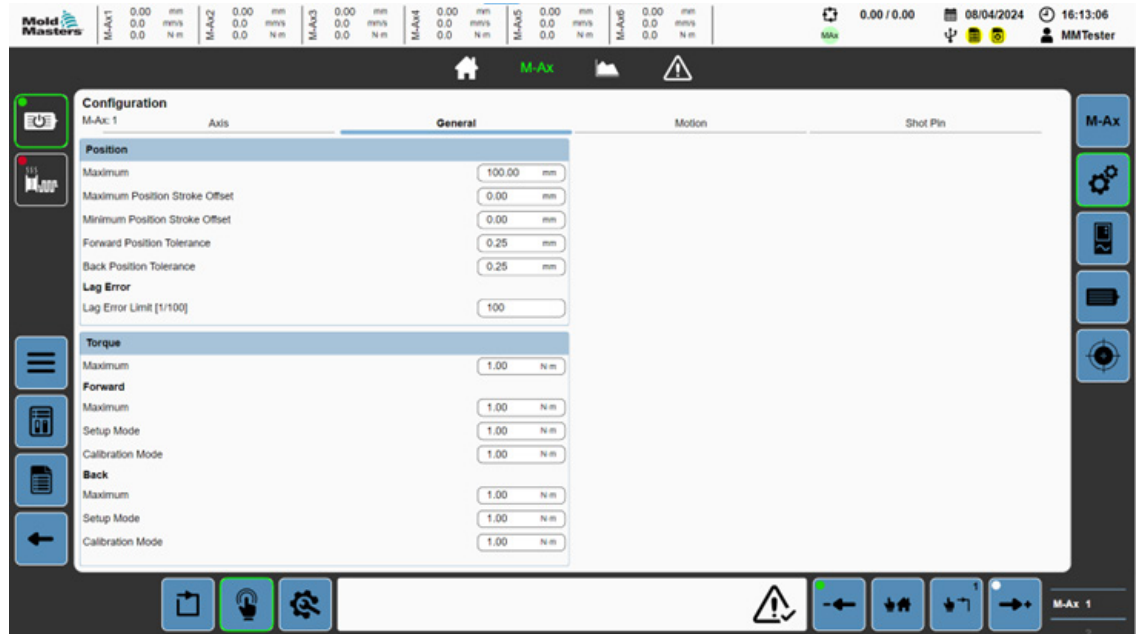 Mold Masters
M-Ax1 0.00 mm 0.0 mm/s 0.0 N·m
M-Ax2 0.00 mm 0.0 mm/s 0.0 N·m
M-Ax3 0.00 mm 0.0 mm/s 0.0 N·m
M-Ax4 0.00 mm 0.0 mm/s 0.0 N·m
M-Ax5 0.00 mm 0.0 mm/s 0.0 N·m
M-Ax6 0.00 mm 0.0 mm/s 0.0 N·m
0.00 / 0.00 08/04/2024 16:13:06
MAx MMTester
M-Ax
Configuration
M-Ax: 1 Axis General Motion Shot Pin
M-Ax
Position
Maximum 100.00 mm
Maximum Position Stroke Offset 0.00 mm
Minimum Position Stroke Offset 0.00 mm
Forward Position Tolerance 0.25 mm
Back Position Tolerance 0.25 mm
Lag Error
Lag Error Limit [1/100] 100
Torque
Maximum 1.00 N·m
Forward
Maximum 1.00 N·m
Setup Mode 1.00 N·m
Calibration Mode 1.00 N·m
Back
Maximum 1.00 N·m
Setup Mode 1.00 N·m
Calibration Mode 1.00 N·m
1
M-Ax 1